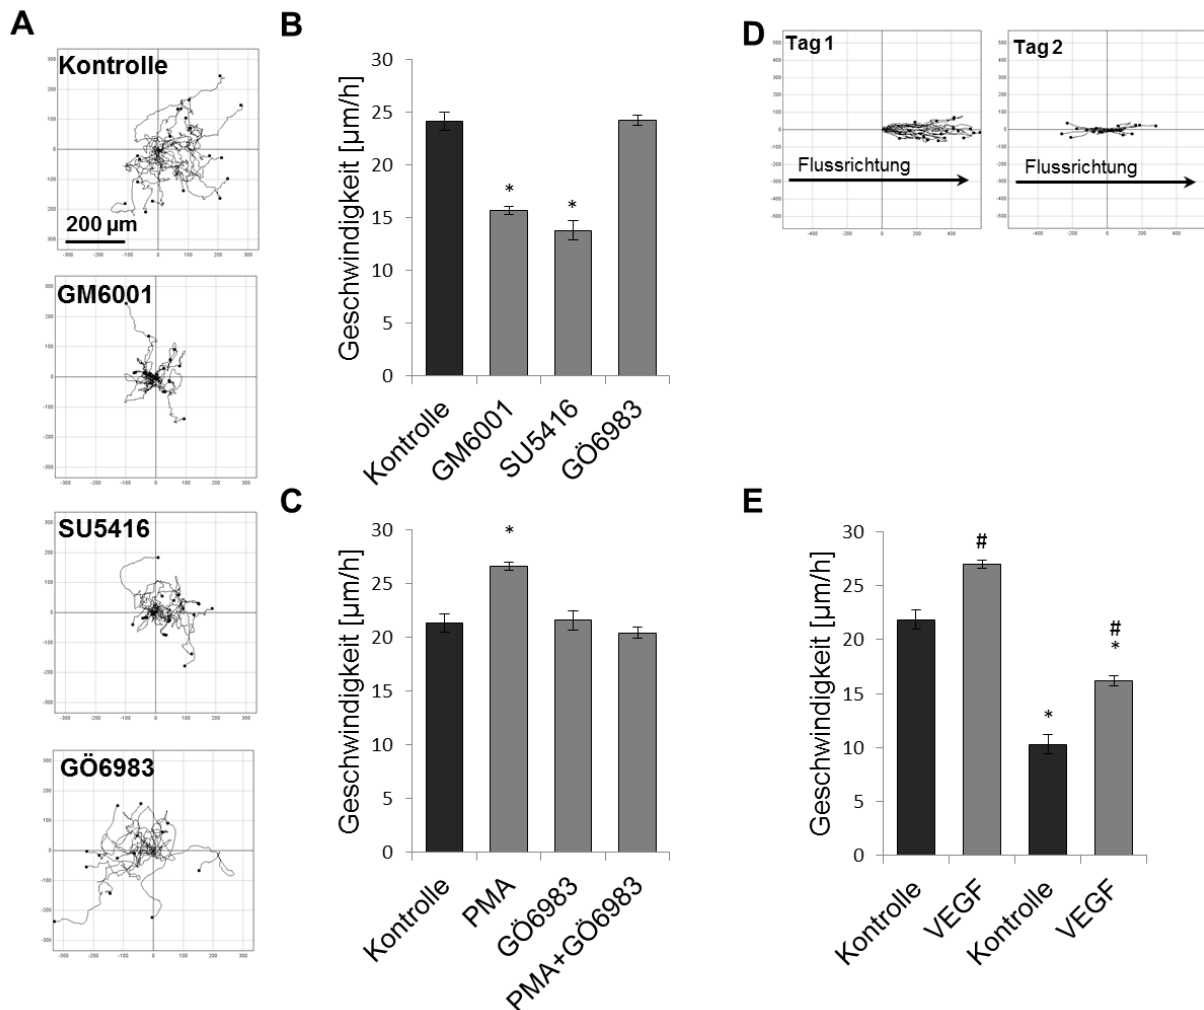 A
Kontrolle
200 µm
GM6001
SU5416
GÖ6983
B
Geschwindigkeit [µm/h]
30
25
20
15
10
5
0
*
*
Kontrolle
GM6001
SU5416
GÖ6983
C
Geschwindigkeit [µm/h]
30
25
20
15
10
5
0
*
Kontrolle
PMA
GÖ6983
PMA+GÖ6983
D
Tag 1
Flussrichtung
Tag 2
Flussrichtung
E
Geschwindigkeit [µm/h]
30
25
20
15
10
5
0
#
*
#
*
Kontrolle
VEGF
Kontrolle
VEGF